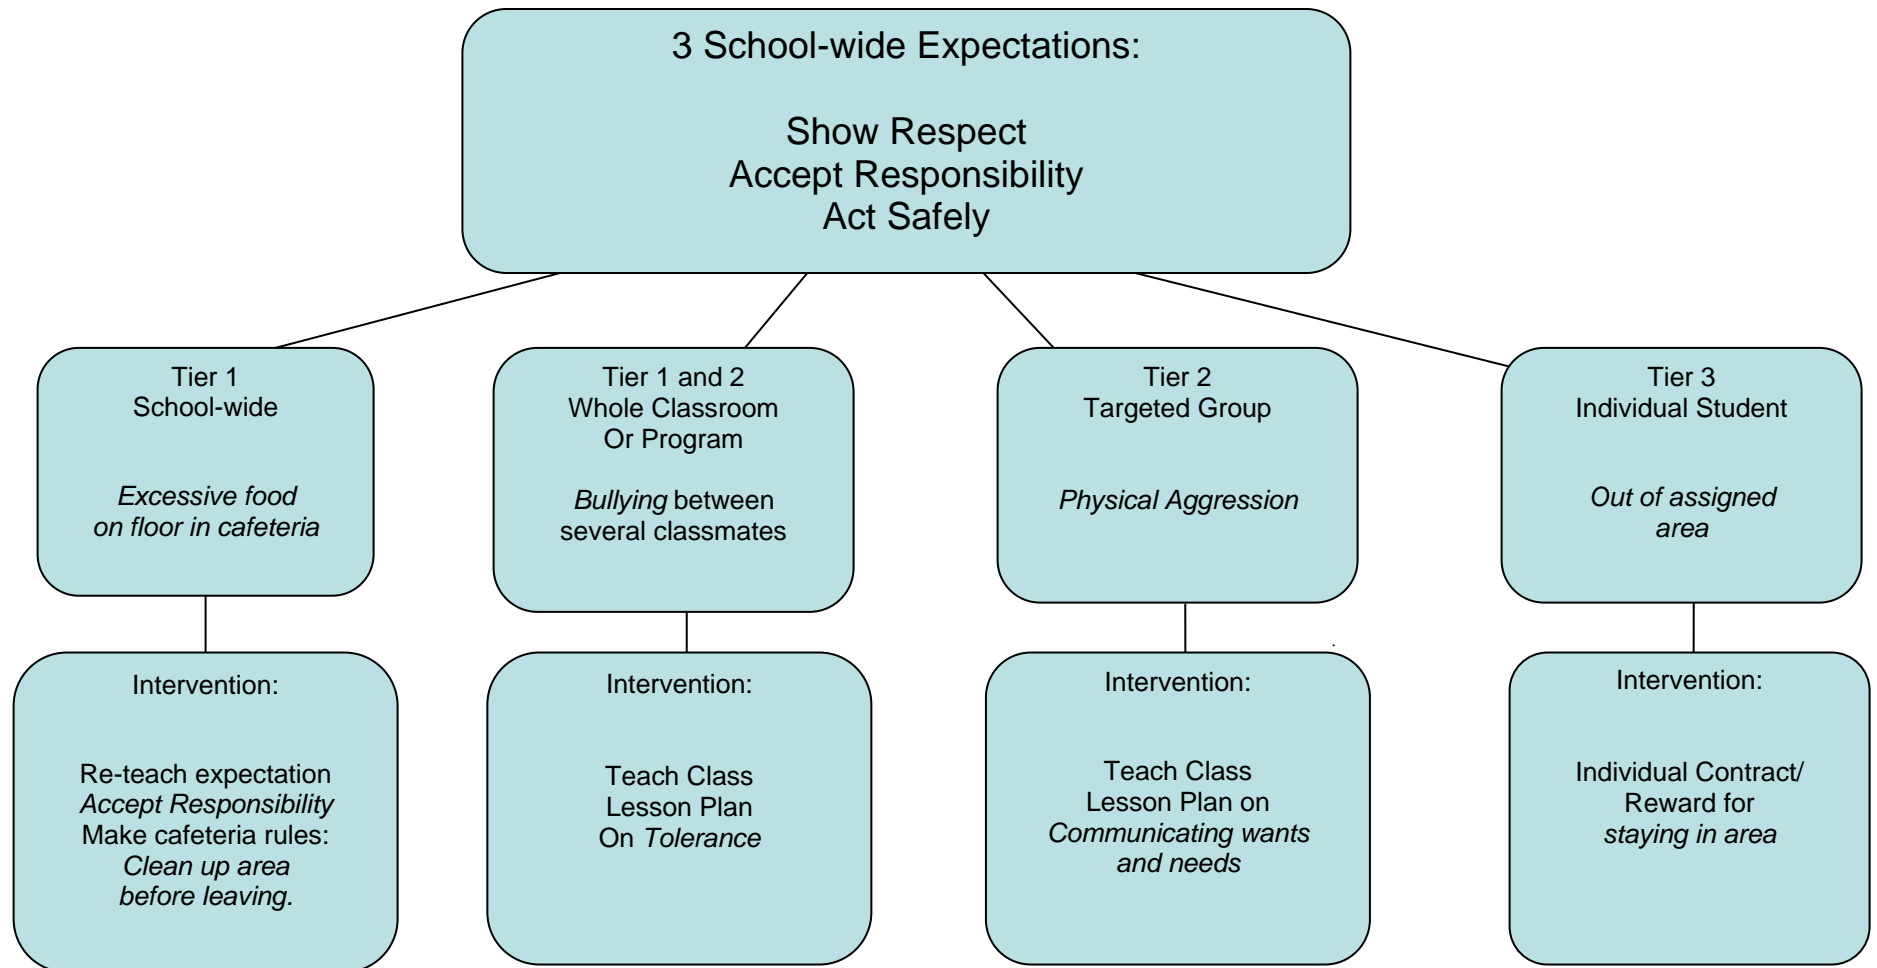 3 School-wide Expectations:
Show Respect
Accept Responsibility
Act Safely
Tier 1
School-wide
Excessive food
on floor in cafeteria
Tier 1 and 2
Whole Classroom
Or Program
Bullying between
several classmates
Tier 2
Targeted Group
Physical Aggression
Tier 3
Individual Student
Out of assigned
area
Intervention:
Re-teach expectation
Accept Responsibility
Make cafeteria rules:
Clean up area
before leaving.
Intervention:
Teach Class
Lesson Plan
On Tolerance
Intervention:
Teach Class
Lesson Plan on
Communicating wants
and needs
Intervention:
Individual Contract/
Reward for
staying in area